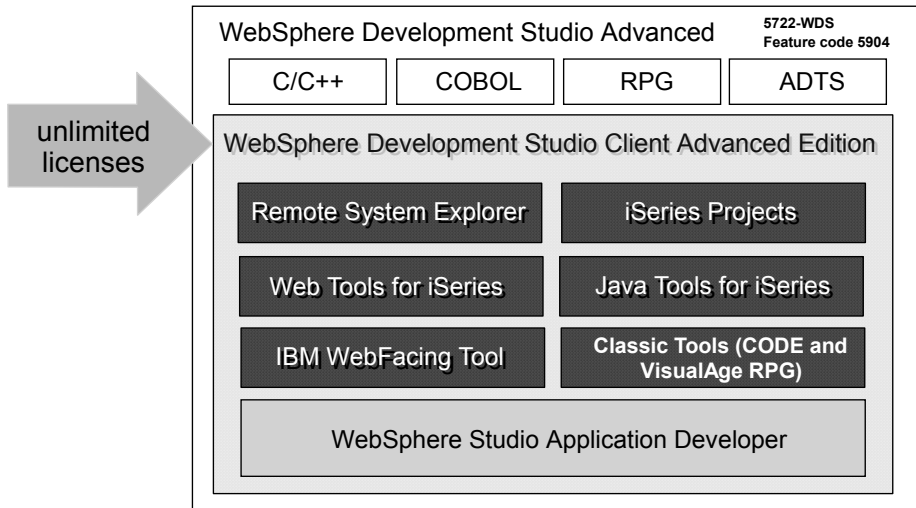 WebSphere Development Studio Advanced
5722-WDS
Feature code 5904
C/C++
COBOL
RPG
ADTS
unlimited
licenses
WebSphere Development Studio Client Advanced Edition
Remote System Explorer
iSeries Projects
Web Tools for iSeries
Java Tools for iSeries
IBM WebFacing Tool
Classic Tools (CODE and
VisualAge RPG)
WebSphere Studio Application Developer